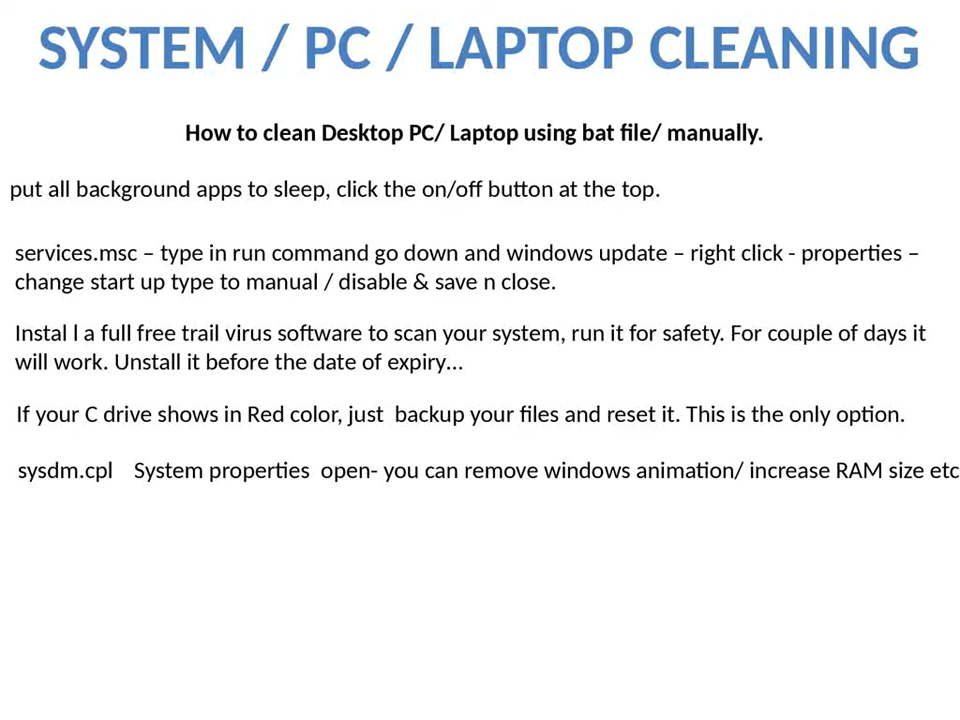 SYSTEM / PC / LAPTOP CLEANING
How to clean Desktop PC/ Laptop using bat file/ manually.
put all background apps to sleep, click the on/off button at the top.
services.msc – type in run command go down and windows update – right click - properties –
change start up type to manual / disable & save n close.
Instal l a full free trail virus software to scan your system, run it for safety. For couple of days it
will work. Unstall it before the date of expiry...
If your C drive shows in Red color, just backup your files and reset it. This is the only option.
sysdm.cpl System properties open- you can remove windows animation/ increase RAM size etc